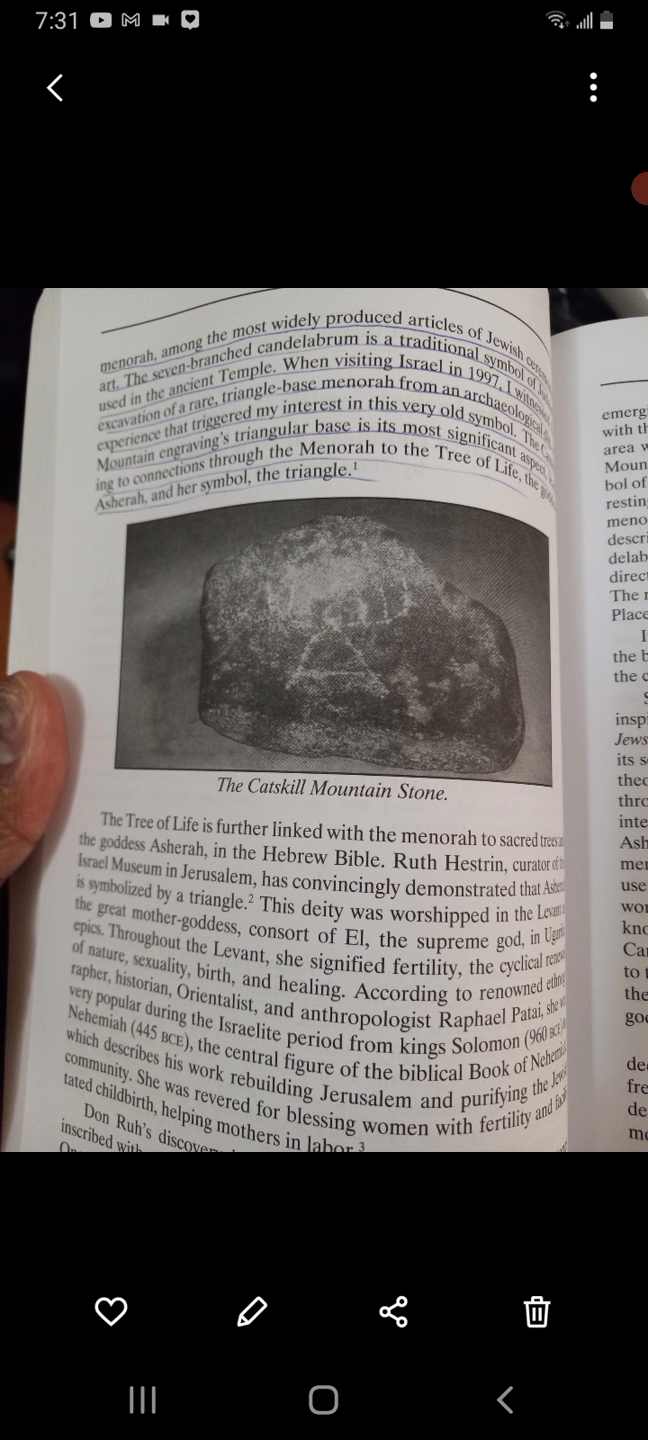 7:31
menorah, among the most widely produced articles of Jewish
art. The seven-branched candelabrum is a traditional symbol of
used in the ancient Temple. When visiting Israel in 1997, I
excavation of a rare, triangle-base menorah from an archaeological
experience that triggered my interest in this very old symbol. The
Mountain engraving's triangular base is its most significant
ing to connections through the Menorah to the Tree of Life, the
Asherah, and her symbol, the triangle.¹
The Catskill Mountain Stone.
The Tree of Life is further linked with the menorah to sacred trees
the goddess Asherah, in the Hebrew Bible. Ruth Hestrin, curator of
Israel Museum in Jerusalem, has convincingly demonstrated that
is symbolized by a triangle.² This deity was worshipped in the Levant
the great mother-goddess, consort of El, the supreme god, in
epics. Throughout the Levant, she signified fertility, the cyclical
of nature, sexuality, birth, and healing. According to renowned
rapher, historian, Orientalist, and anthropologist Raphael Patai, she
very popular during the Israelite period from kings Solomon (960 BCE)
Nehemiah (445 BCE), the central figure of the biblical Book of
which describes his work rebuilding Jerusalem and purifying the
community. She was revered for blessing women with fertility and
tated childbirth, helping mothers in labor.³
Don Ruh's
inscribed with
emerg
with th
area w
Moun
bol of
restin
meno
descri
delab
direct
The r
Place
I
the b
the c
S
inspi
Jews
its s
theo
thro
inte
Ash
men
use
wor
kno
Car
to t
the
go
de
fre
de
mo